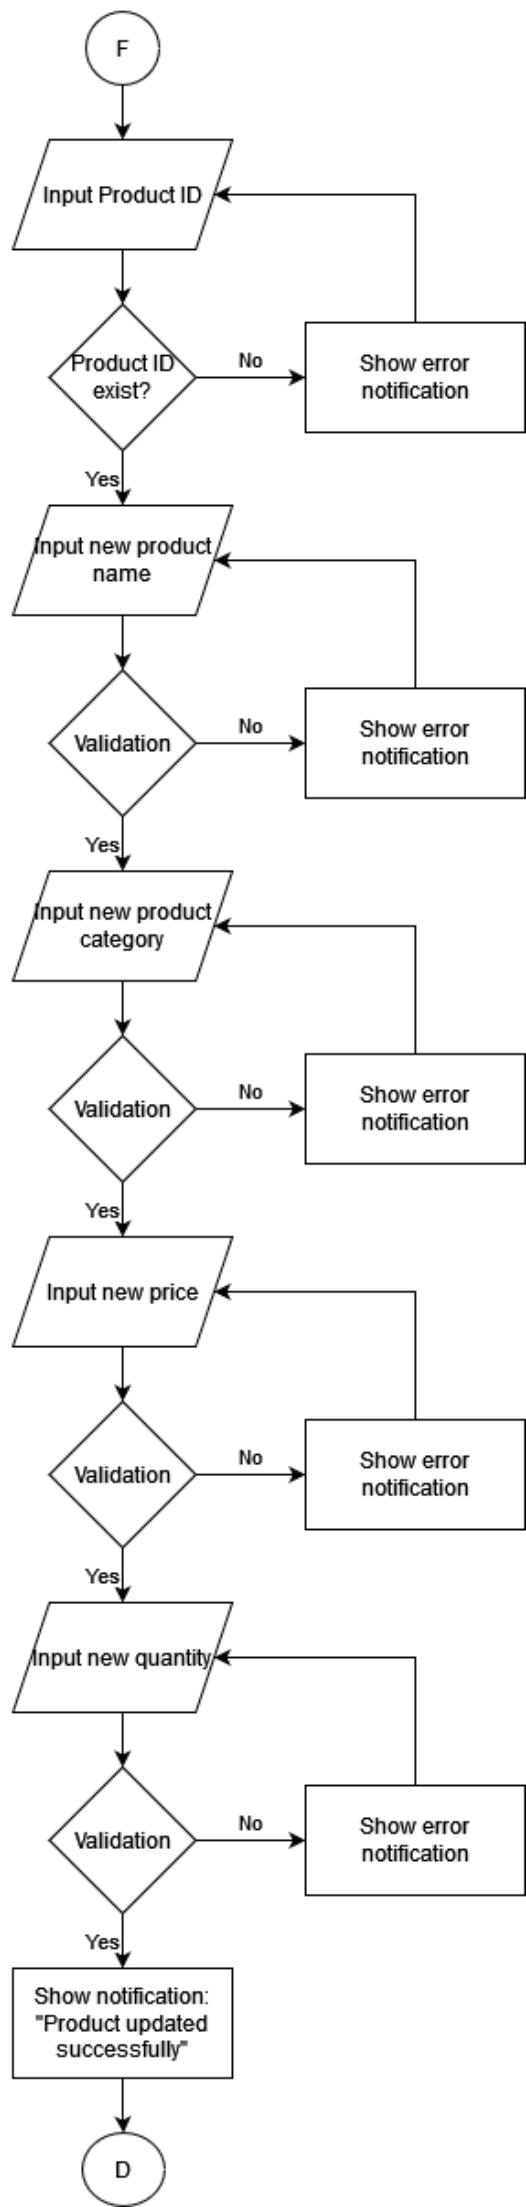 F
Input Product ID
Product ID
exist?
No
Show error
notification
Yes
Input new product
name
Validation
No
Show error
notification
Yes
Input new product
category
Validation
No
Show error
notification
Yes
Input new price
Validation
No
Show error
notification
Yes
Input new quantity
Validation
No
Show error
notification
Yes
Show notification:
"Product updated
successfully"
D